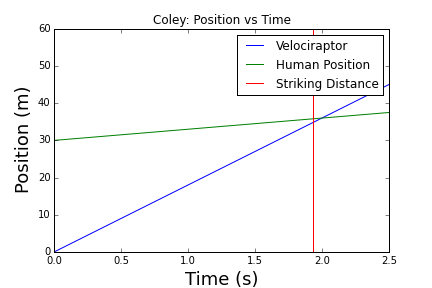 Coley: Position vs Time
Velociraptor
Human Position
Striking Distance
Position (m)
60
50
40
30
20
10
0
0.0 0.5 1.0 1.5 2.0 2.5
Time (s)